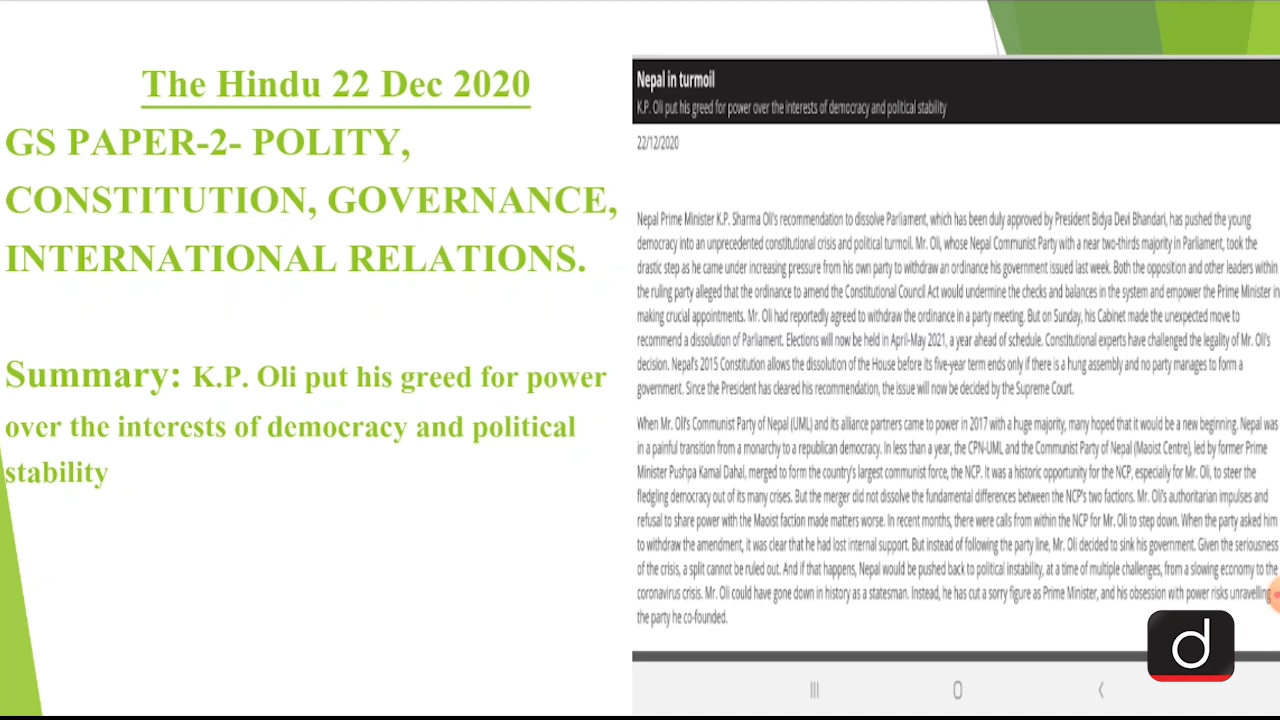 The Hindu 22 Dec 2020
GS PAPER-2- POLITY,
CONSTITUTION, GOVERNANCE,
INTERNATIONAL RELATIONS.
Summary: K.P. Oli put his greed for power
over the interests of democracy and political
stability
Nepal in turmoil
K.P. Oli put his greed for power over the interests of democracy and political stability
22/12/2020
Nepal Prime Minister K.P. Sharma Oli's recommendation to dissolve Parliament, which has been duly approved by President Bidya Devi Bhandari, has pushed the young
democracy into an unprecedented constitutional crisis and political turmoil. Mr. Oli, whose Nepal Communist Party with a near two-thirds majority in Parliament, took the
drastic step as he came under increasing pressure from his own party to withdraw an ordinance his government issued last week. Both the opposition and other leaders within
the ruling party alleged that the ordinance to amend the Constitutional Council Act would undermine the checks and balances in the system and empower the Prime Minister in
making crucial appointments. Mr. Oli had reportedly agreed to withdraw the ordinance in a party meeting. But on Sunday, his Cabinet made the unexpected move to
recommend a dissolution of Parliament. Elections will now be held in April-May 2021, a year ahead of schedule. Constitutional experts have challenged the legality of Mr. Oli's
decision. Nepal's 2015 Constitution allows the dissolution of the House before its five-year term ends only if there is a hung assembly and no party manages to form a
government. Since the President has cleared his recommendation, the issue will now be decided by the Supreme Court.
When Mr. Oli's Communist Party of Nepal (UML) and its alliance partners came to power in 2017 with a huge majority, many hoped that it would be a new beginning. Nepal was
in a painful transition from a monarchy to a republican democracy. In less than a year, the CPN-UML and the Communist Party of Nepal (Maoist Centre), led by former Prime
Minister Pushpa Kamal Dahal, merged to form the country's largest communist force, the NCP. It was a historic opportunity for the NCP, especially for Mr. Oli, to steer the
fledgling democracy out of its many crises. But the merger did not dissolve the fundamental differences between the NCP's two factions. Mr. Oli's authoritarian impulses and
refusal to share power with the Maoist faction made matters worse. In recent months, there were calls from within the NCP for Mr. Oli to step down. When the party asked him
to withdraw the amendment, it was clear that he had lost internal support. But instead of following the party line, Mr. Oli decided to sink his government. Given the seriousness
of the crisis, a split cannot be ruled out. And if that happens, Nepal would be pushed back to political instability, at a time of multiple challenges, from a slowing economy to the
coronavirus crisis. Mr. Oli could have gone down in history as a statesman. Instead, he has cut a sorry figure as Prime Minister, and his obsession with power risks unravelling
the party he co-founded.
d